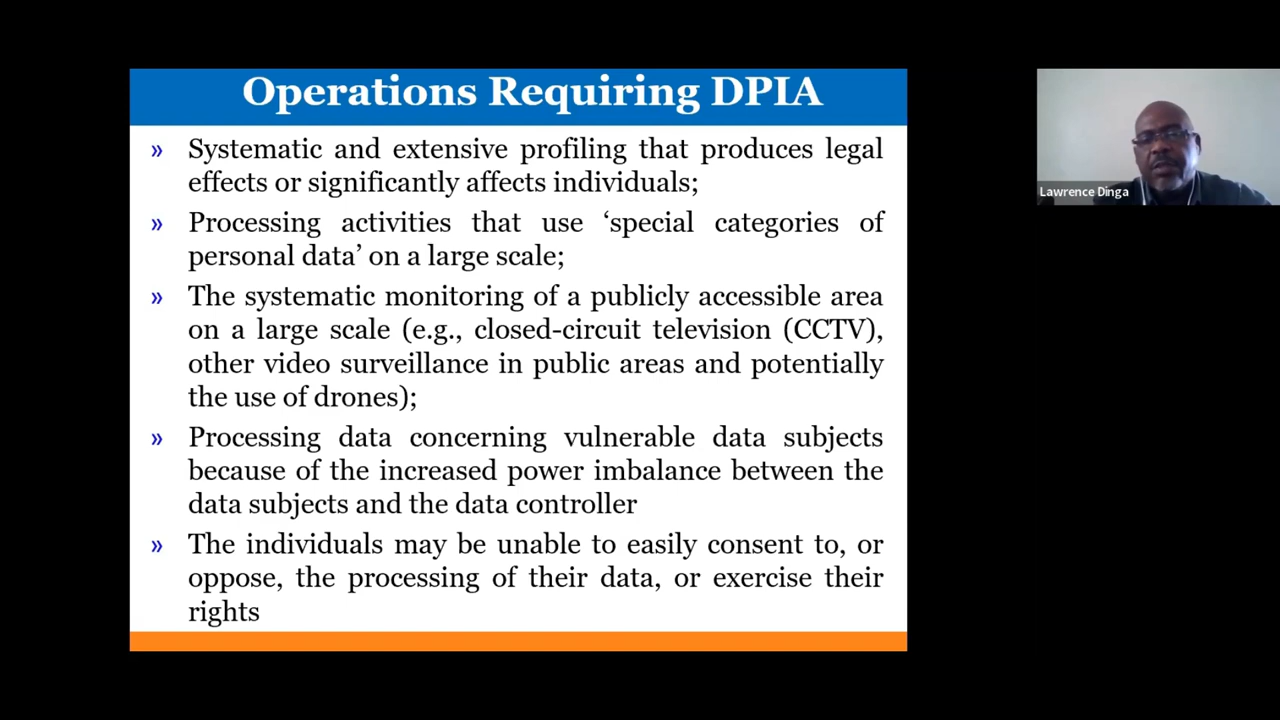 Operations Requiring DPIA
» Systematic and extensive profiling that produces legal
effects or significantly affects individuals;
» Processing activities that use ‘special categories of
personal data’ on a large scale;
» The systematic monitoring of a publicly accessible area
on a large scale (e.g., closed-circuit television (CCTV),
other video surveillance in public areas and potentially
the use of drones);
» Processing data concerning vulnerable data subjects
because of the increased power imbalance between the
data subjects and the data controller
» The individuals may be unable to easily consent to, or
oppose, the processing of their data, or exercise their
rights
Lawrence Dinga